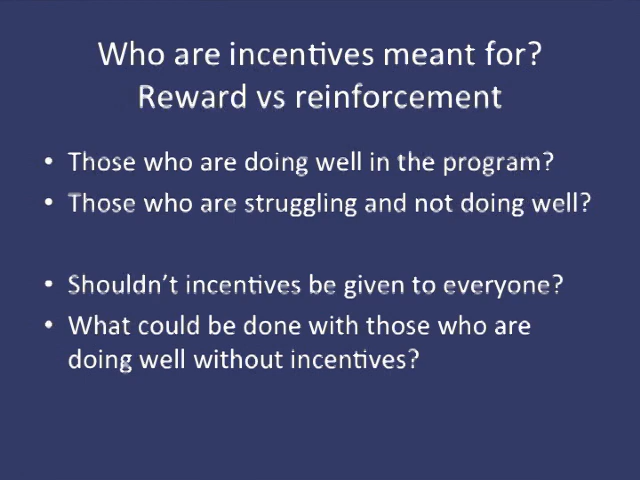 Who are incentives meant for?
Reward vs reinforcement
• Those who are doing well in the program?
• Those who are struggling and not doing well?
• Shouldn't incentives be given to everyone?
• What could be done with those who are
doing well without incentives?